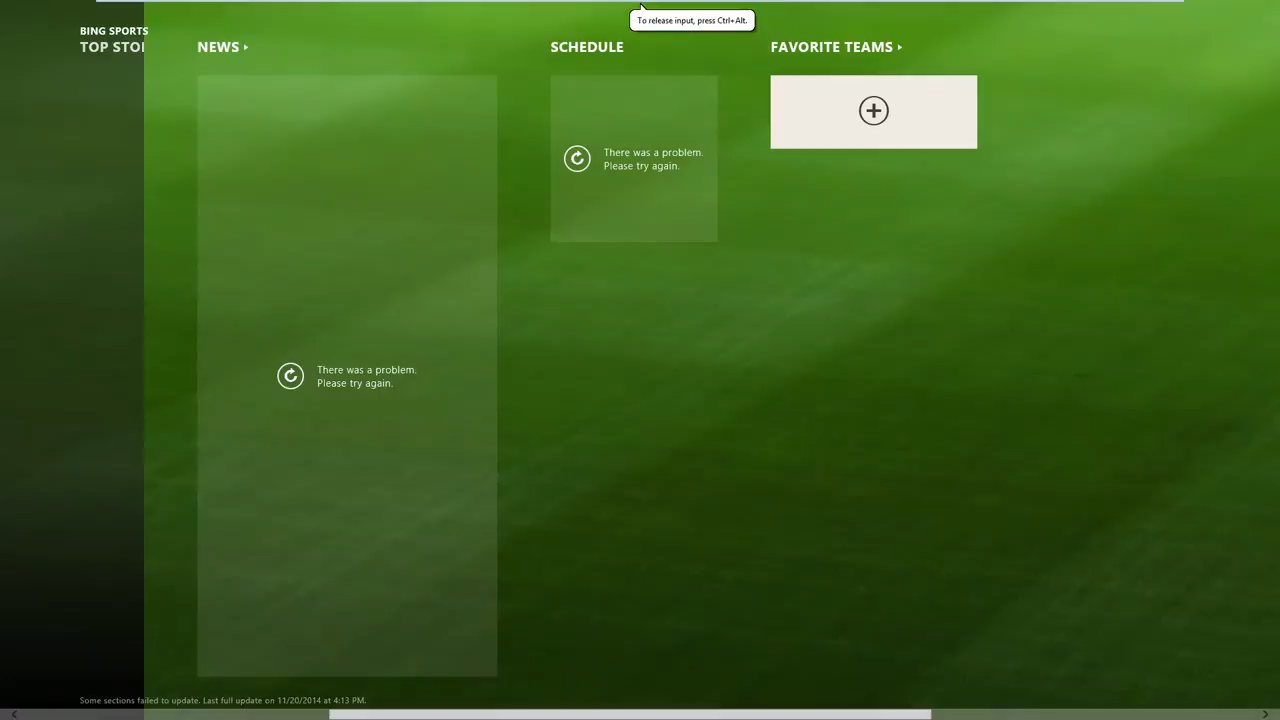 To release input, press Ctrl+Alt.
BING SPORTS
TOP STO
NEWS
SCHEDULE
FAVORITE TEAMS
There was a problem.
Please try again.
There was a problem.
Please try again.
Some sections failed to update. Last full update on 11/20/2014 at 4:13 PM.